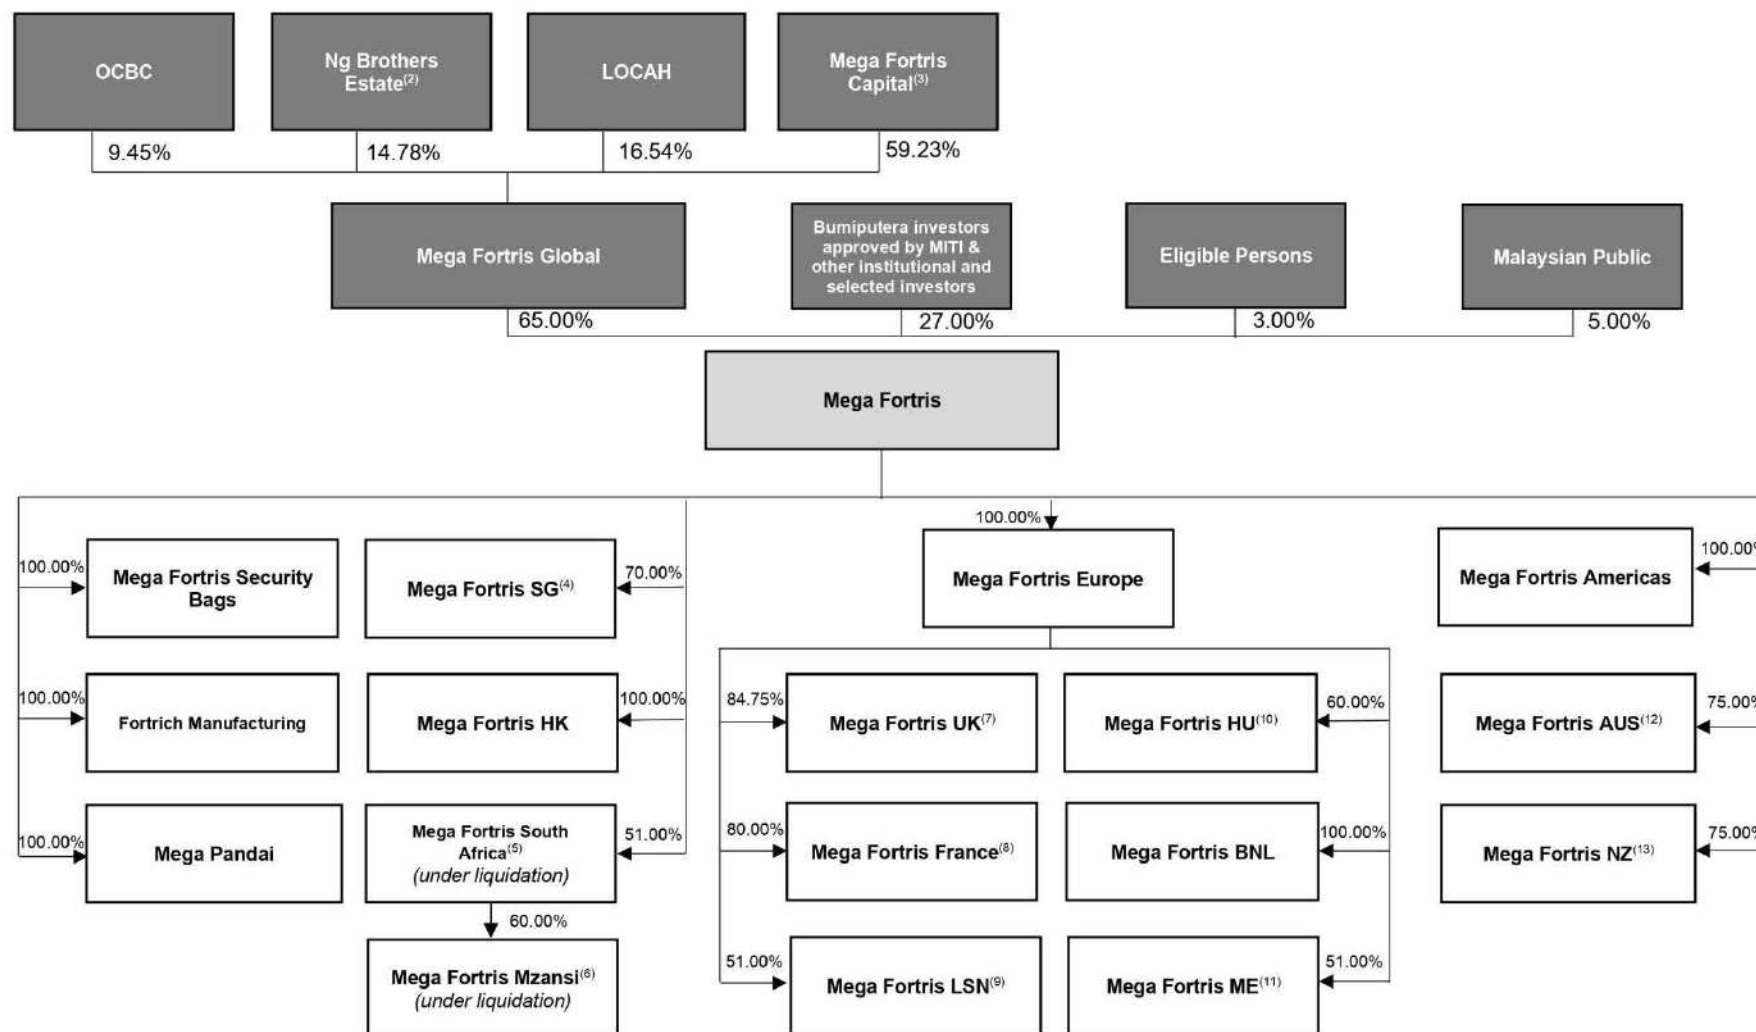 OCBC
Ng Brothers
Estate(2)
LOCAH
Mega Fortris
Capital(3)
9.45%
14.78%
16.54%
59.23%
Mega Fortris Global
Bumiputera investors
approved by MITI &
other institutional and
selected investors
Eligible Persons
Malaysian Public
65.00%
27.00%
3.00%
5.00%
Mega Fortris
100.00%
Mega Fortris Security
Bags
Mega Fortris SG(4)
70.00%
100.00%
Mega Fortris Europe
Mega Fortris Americas
100.00%
100.00%
Fortrich Manufacturing
Mega Fortris HK
100.00%
84.75%
Mega Fortris UK(7)
Mega Fortris HU(10)
60.00%
Mega Fortris AUS(12)
75.00%
100.00%
Mega Pandai
Mega Fortris South
Africa(5)
(under liquidation)
51.00%
80.00%
Mega Fortris France(8)
Mega Fortris BNL
100.00%
Mega Fortris NZ(13)
75.00%
60.00%
Mega Fortris Mzansi(6)
(under liquidation)
51.00%
Mega Fortris LSN(9)
Mega Fortris ME(11)
51.00%